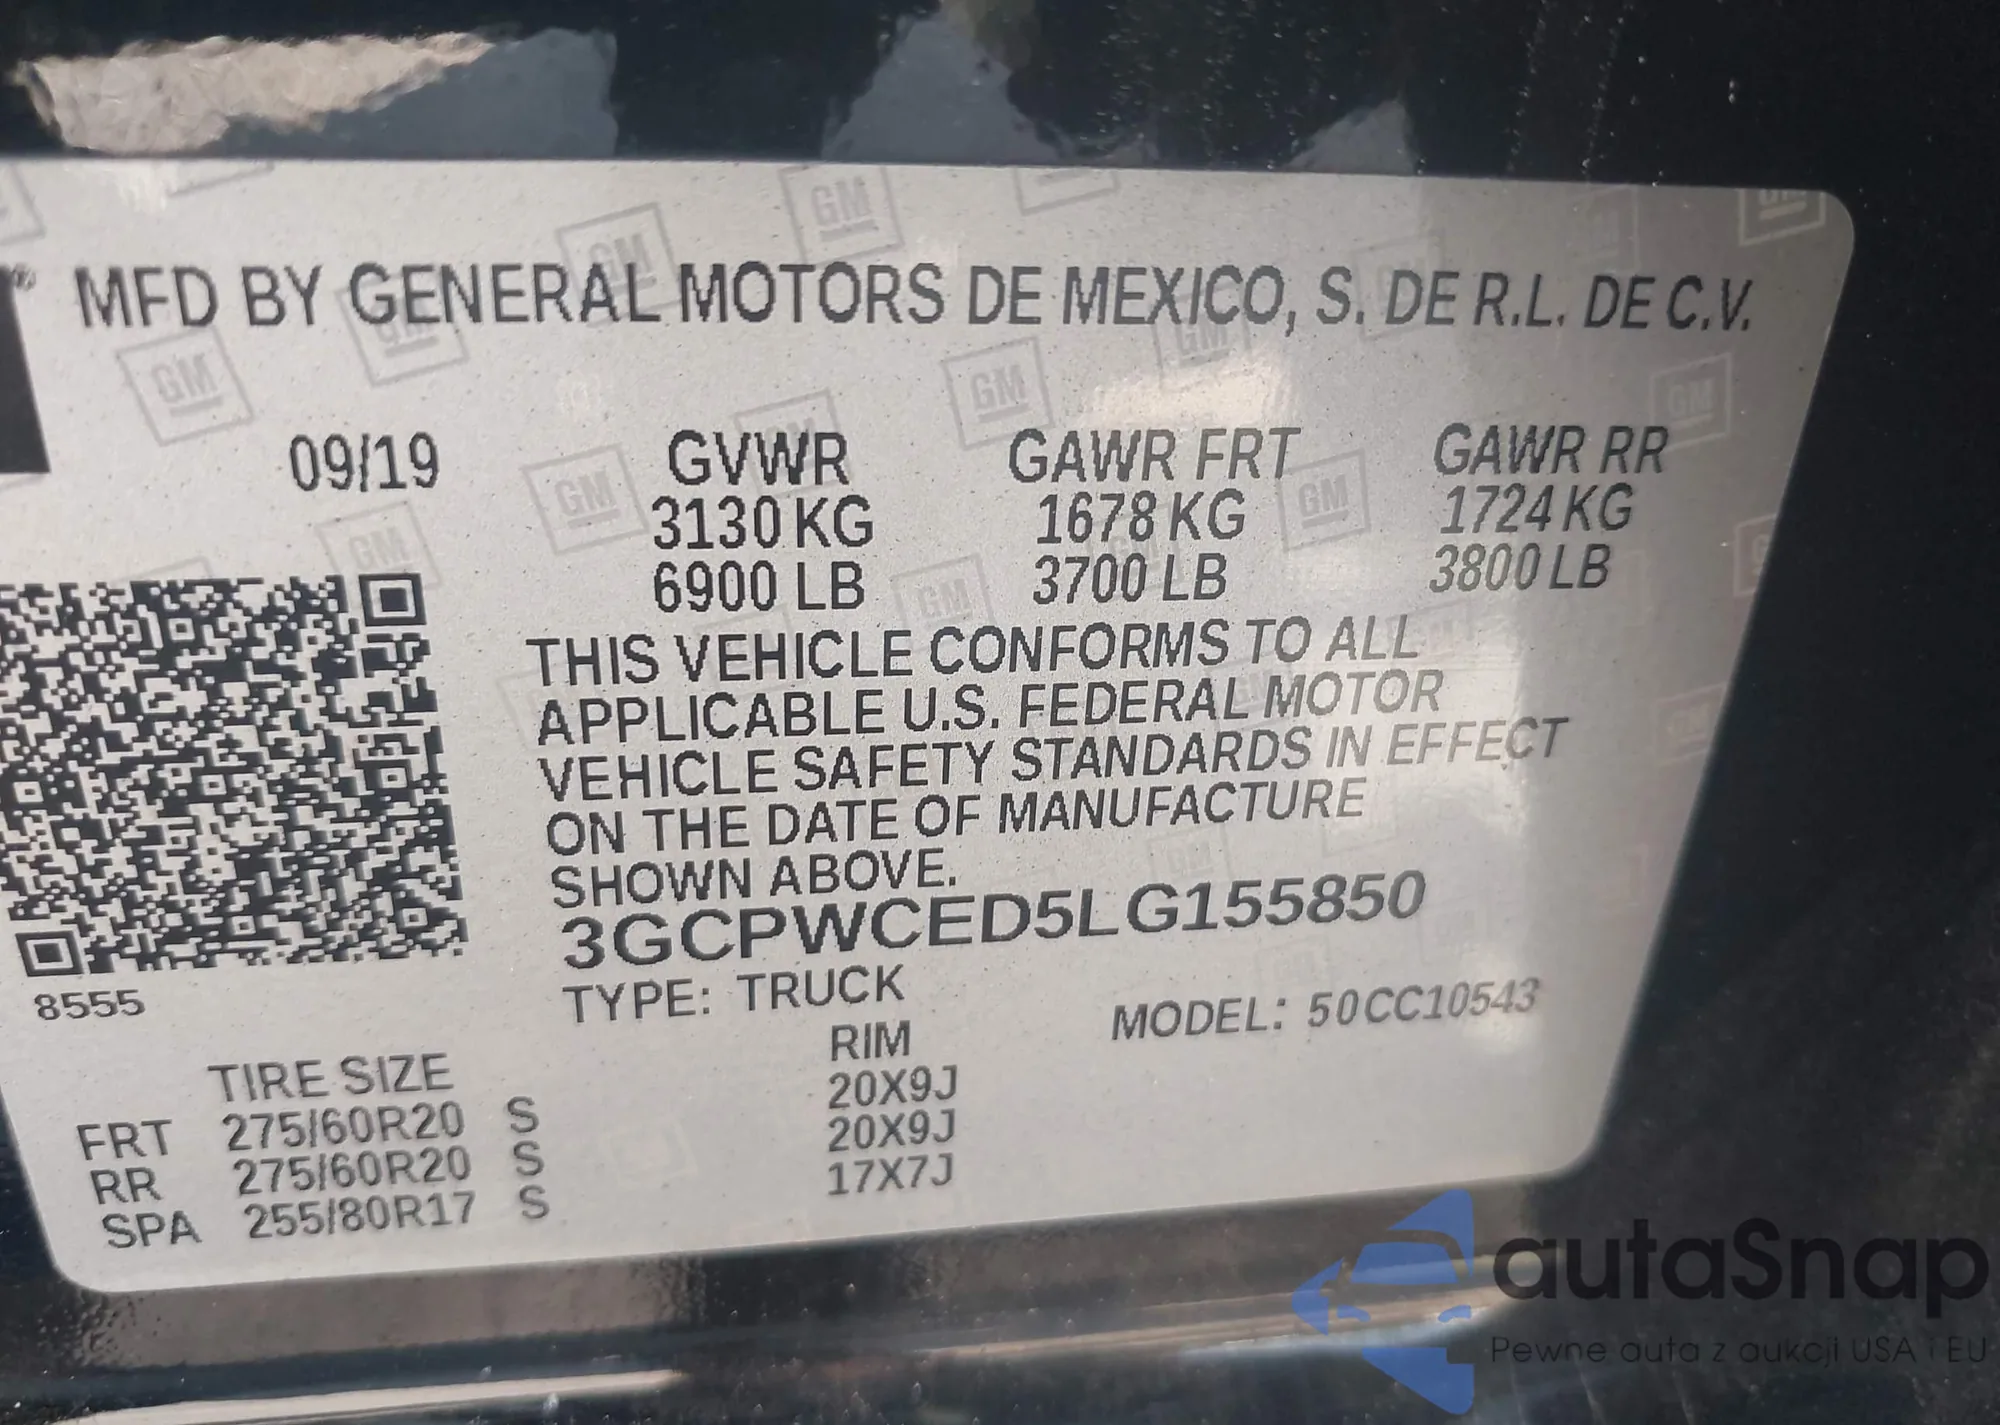 MFD BY GENERAL MOTORS DE MEXICO, S. DE R.L. DE C.V.
09/19
GVWR GAWR FRT GAWR RR
3130 KG 1678 KG 1724 KG
6900 LB 3700 LB 3800 LB
THIS VEHICLE CONFORMS TO ALL
APPLICABLE U.S. FEDERAL MOTOR
VEHICLE SAFETY STANDARDS IN EFFECT
ON THE DATE OF MANUFACTURE
SHOWN ABOVE.
3GCPWCED5LG155850
8555
TYPE: TRUCK MODEL: 50CC10543
TIRE SIZE RIM
FRT 275/60R20 S 20X9J
RR 275/60R20 S 20X9J
SPA 255/80R17 S 17X7J
autaSnap
Pewne auta z aukcji USA i EU